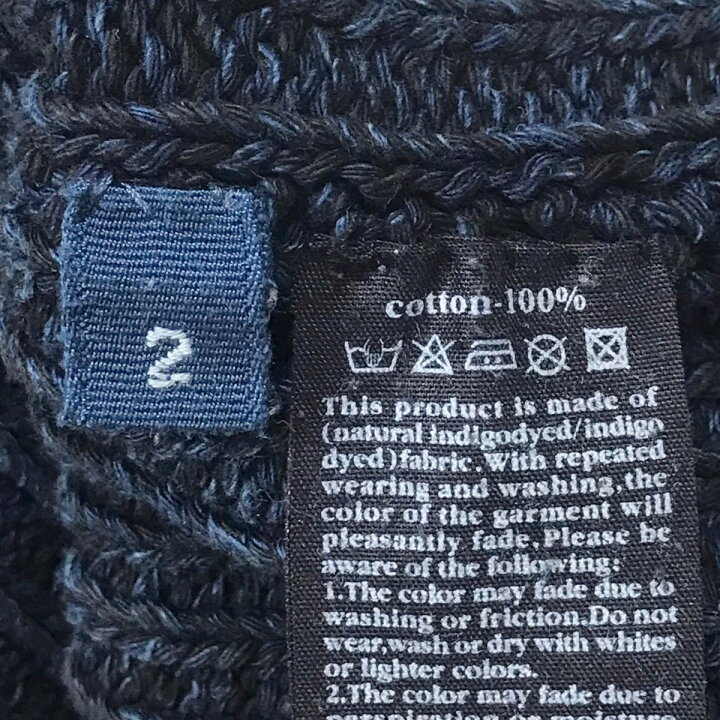 2
cotton-100%
This product is made of
(natural indigodyed/indigo
dyed)fabric.With repeated
wearing and washing,the
color of the garment will
pleasantly fade,Please be
aware of the following:
1.The color may fade due to
washing or friction.Do not
wear,wash or dry with whites
or lighter colors.
2.The color may fade due to
perspiration or